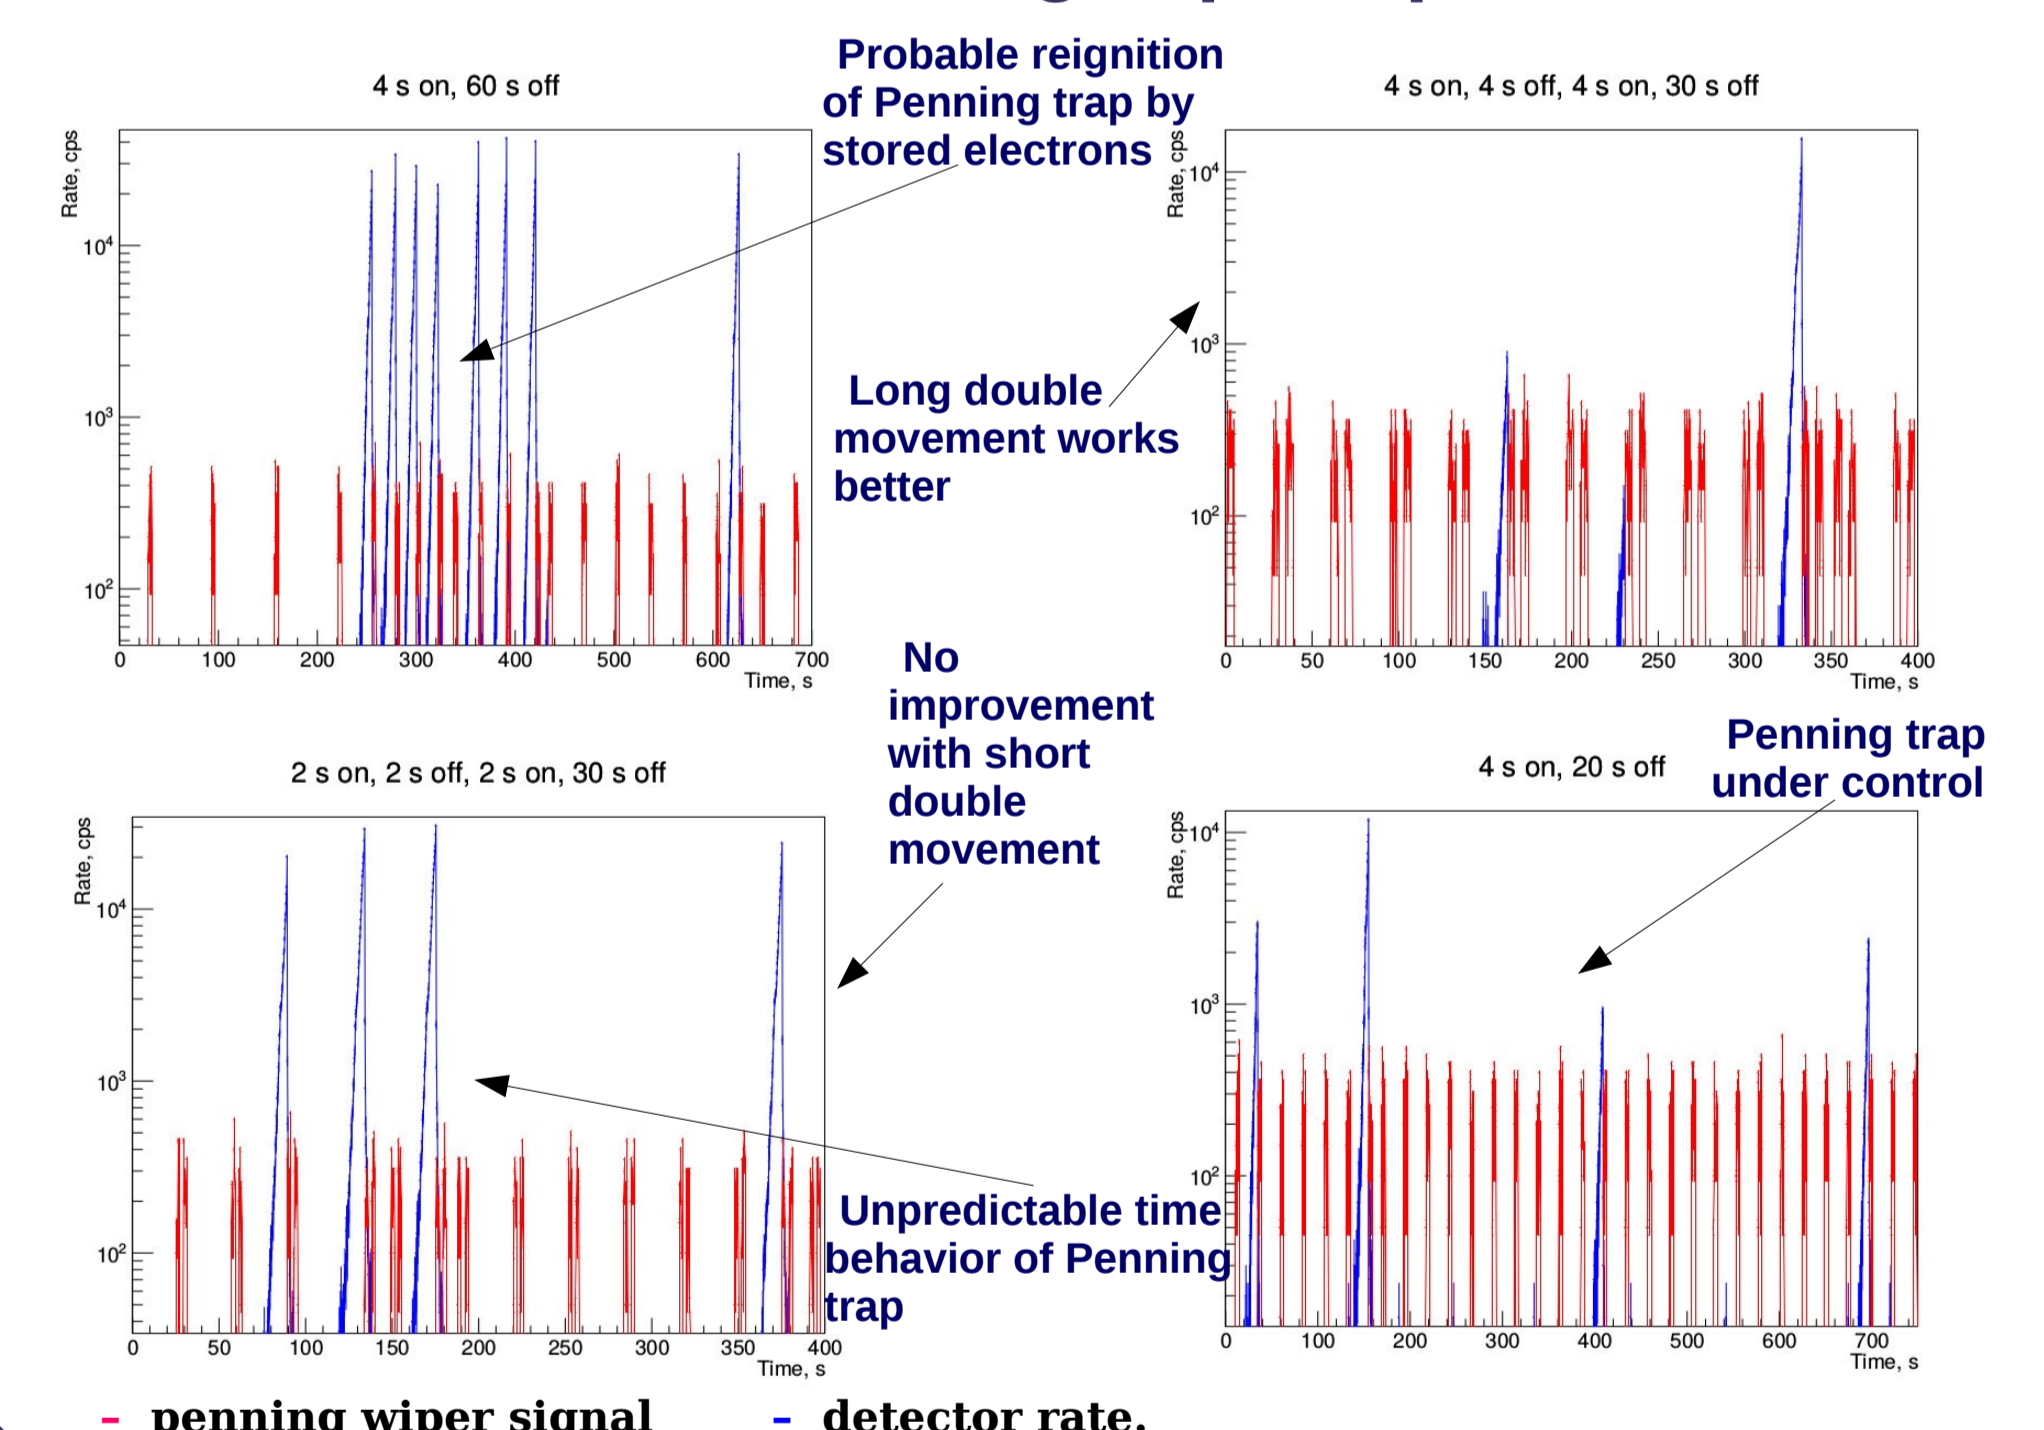 Probable reignition
of Penning trap by
stored electrons
4 s on, 60 s off
Rate, cps
10⁴
10³
10²
0 100 200 300 400 500 600 700
Time, s
4 s on, 4 s off, 4 s on, 30 s off
Rate, cps
10⁴
10³
10²
0 50 100 150 200 250 300 350 400
Time, s
Long double
movement works
better
No
improvement
with short
double
movement
2 s on, 2 s off, 2 s on, 30 s off
Rate, cps
10⁴
10³
10²
0 50 100 150 200 250 300 350 400
Time, s
Penning trap
under control
4 s on, 20 s off
Rate, cps
10⁴
10³
10²
0 100 200 300 400 500 600 700
Time, s
Unpredictable time
behavior of Penning
trap
– penning wiper signal – detector rate.